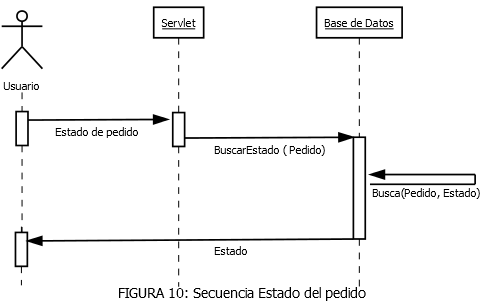 Servlet
Base de Datos
Usuario
Estado de pedido
BuscarEstado ( Pedido)
Busca(Pedido, Estado)
Estado
FIGURA 10: Secuencia Estado del pedido